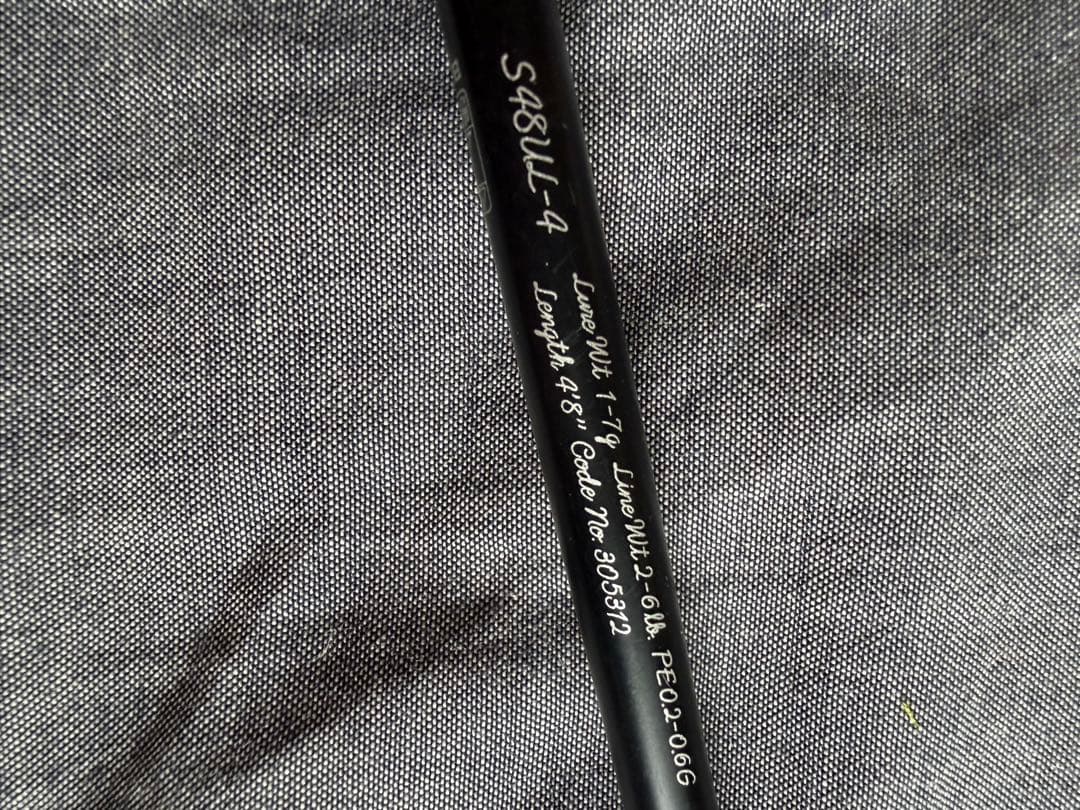 S48UL-4
Line Wt 1-7g Line Wt 2-6lb. PE0.2-0.6G
Length 4'8" Code No. 305312